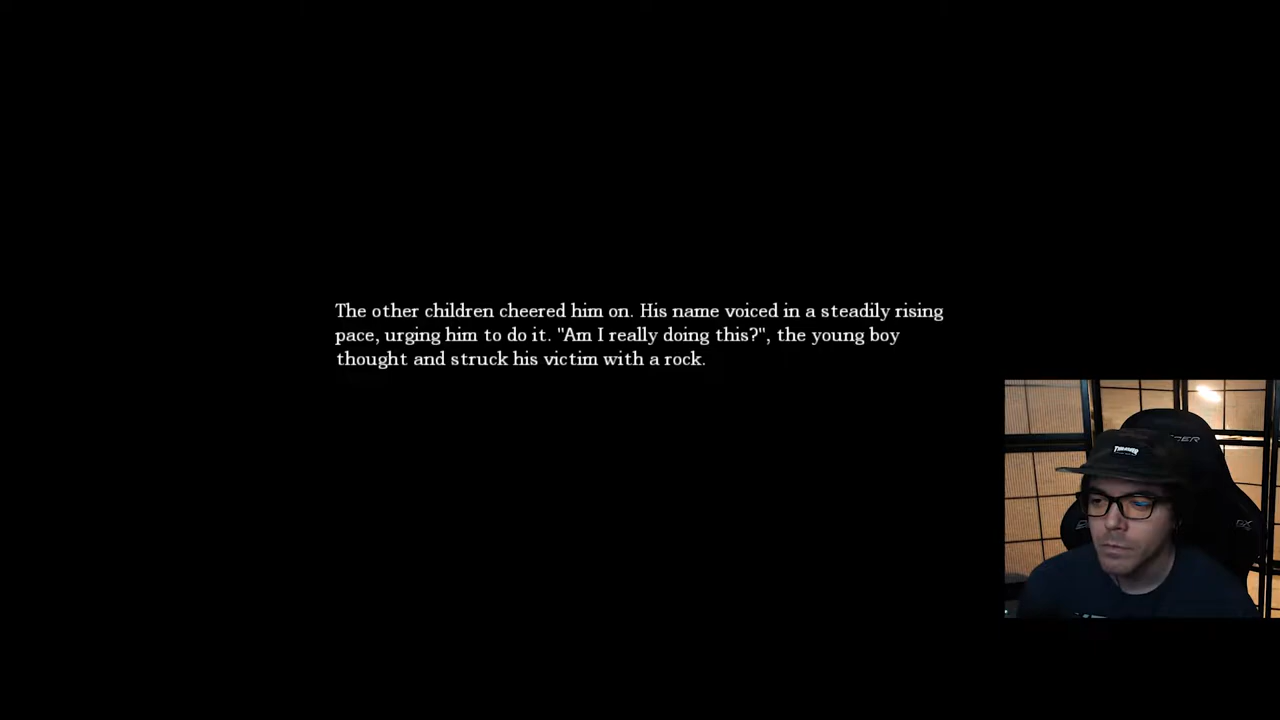 The other children cheered him on. His name voiced in a steadily rising
pace, urging him to do it. "Am I really doing this?", the young boy
thought and struck his victim with a rock.
THRASHER